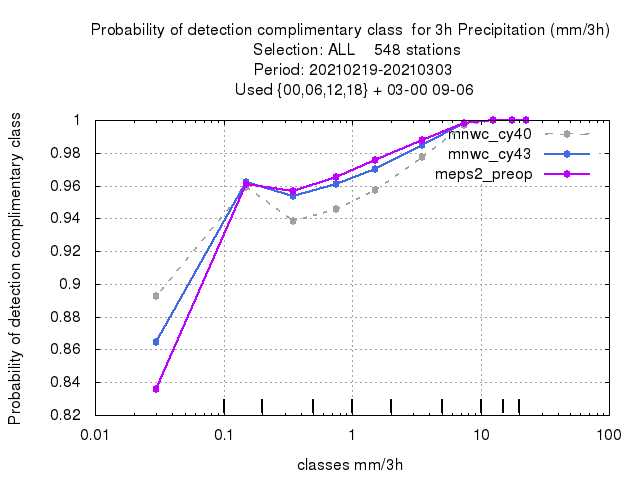 Probability of detection complimentary class  for 3h Precipitation (mm/3h)
Selection: ALL    548 stations
Period: 20210219-20210303
Used {00,06,12,18} + 03-00 09-06
Probability of detection complimentary class
1
0.98
0.96
0.94
0.92
0.9
0.88
0.86
0.84
0.82
mnwc_cy40
mnwc_cy43
meps2_preop
0.01
0.1
1
10
100
classes mm/3h